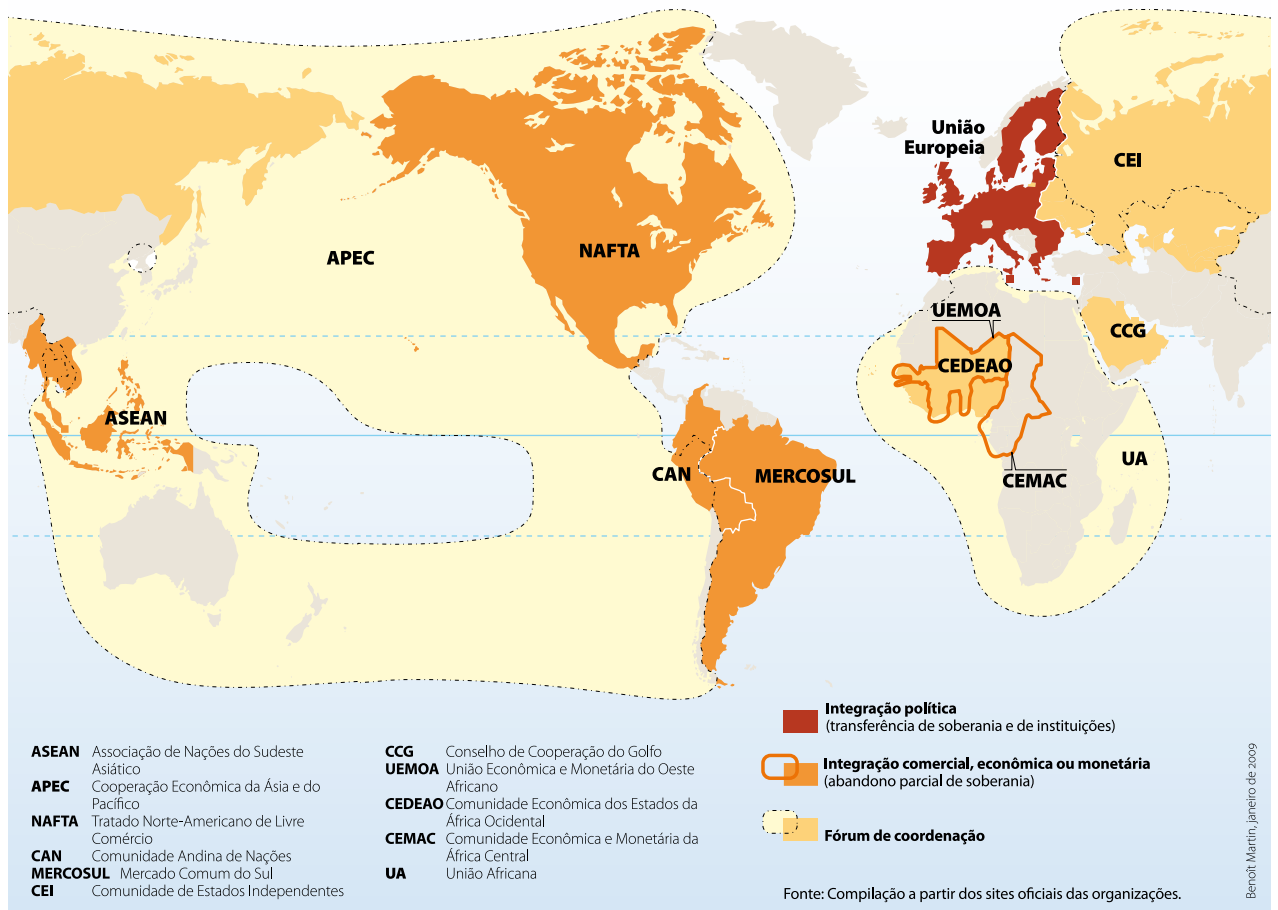 União
Europeia
CEI
APEC
NAFTA
UEMOA
CCG
CEDEAO
ASEAN
CAN
MERCOSUL
UA
CEMAC
Integração política
(transferência de soberania e de instituições)
Integração comercial, econômica ou monetária
(abandono parcial de soberania)
Fórum de coordenação
ASEAN Associação de Nações do Sudeste
Asiático
APEC Cooperação Econômica da Ásia e do
Pacífico
NAFTA Tratado Norte-Americano de Livre
Comércio
CAN Comunidade Andina de Nações
MERCOSUL Mercado Comum do Sul
CEI Comunidade de Estados Independentes
CCG Conselho de Cooperação do Golfo
UEMOA União Econômica e Monetária do Oeste
Africano
CEDEAO Comunidade Econômica dos Estados da
África Ocidental
CEMAC Comunidade Econômica e Monetária da
África Central
UA União Africana
Fonte: Compilação a partir dos sites oficiais das organizações.
Benoît Martin, janeiro de 2009